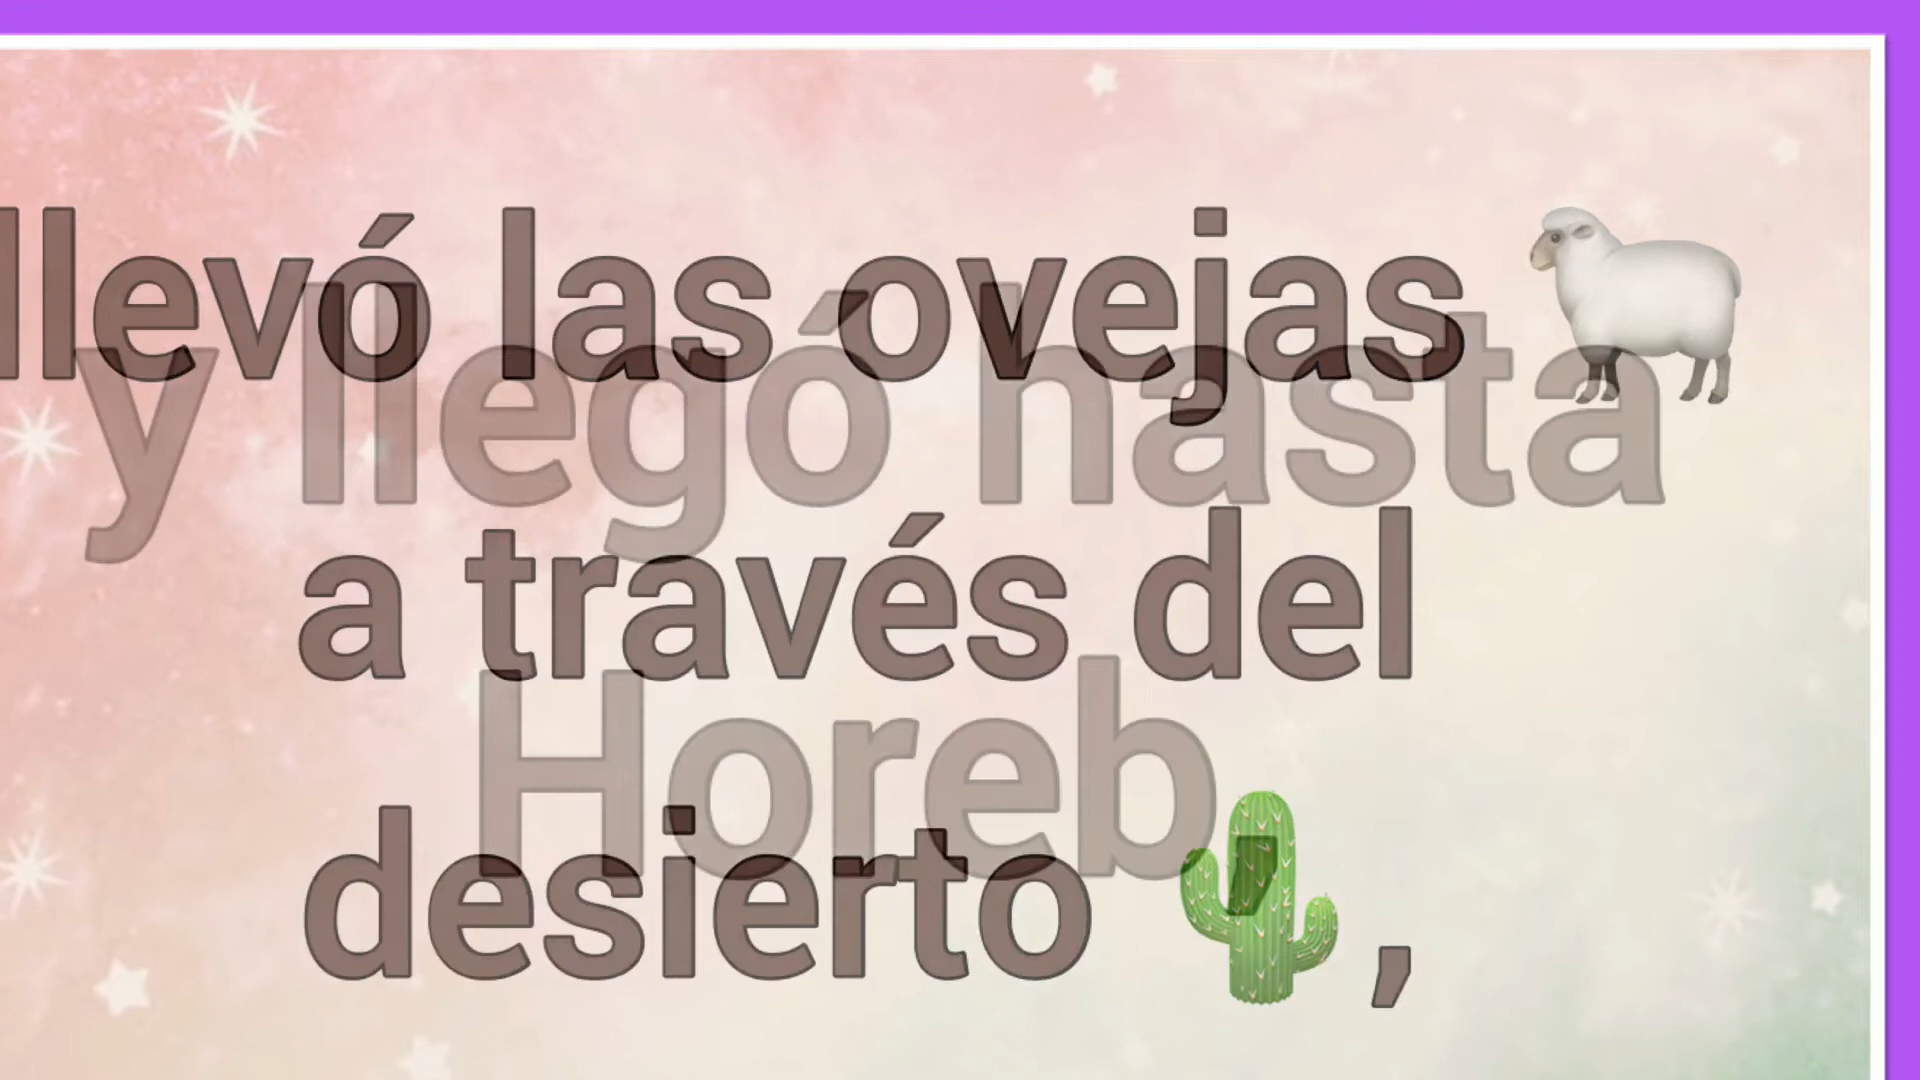 llevó las ovejas 🐑
y llegó hasta
a través del
Horeb,
desierto 🌵,